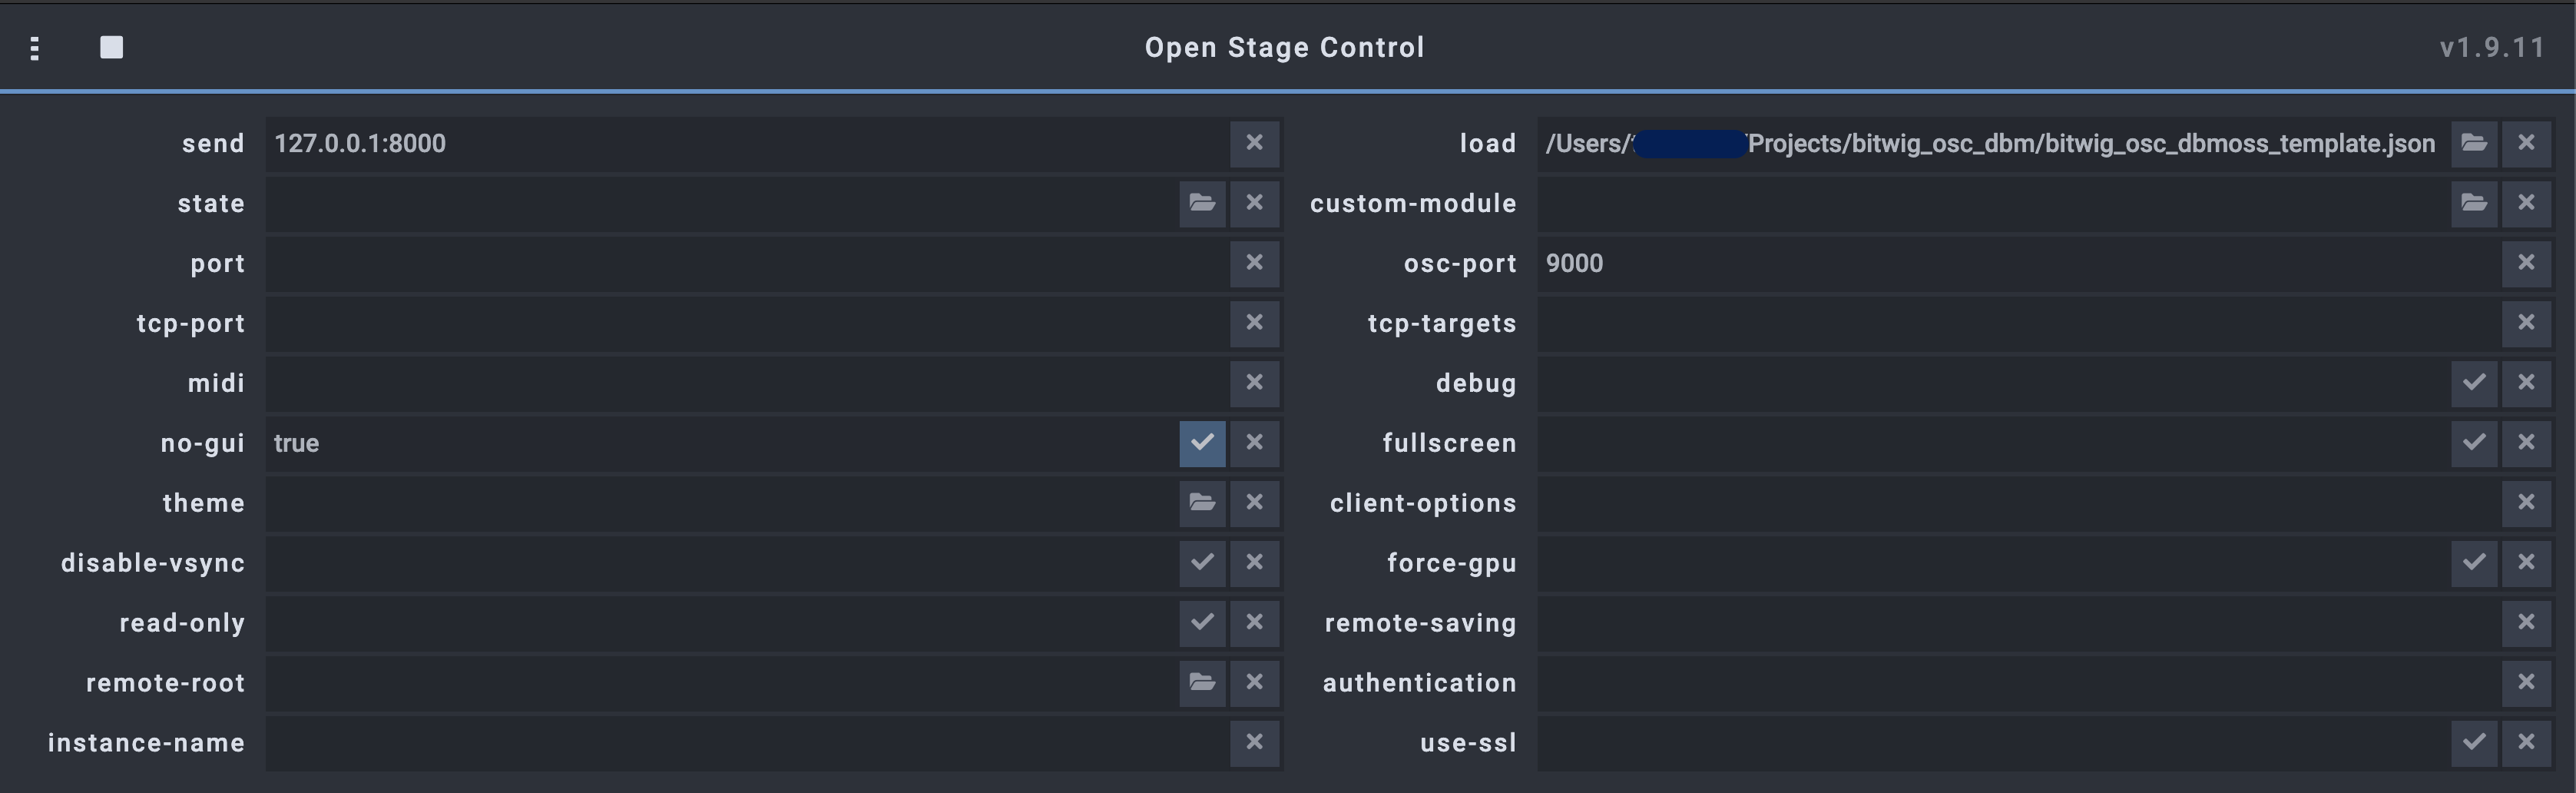 Open Stage Control v1.9.11
send 127.0.0.1:8000 load /Users/ Projects/bitwig_osc_dbm/bitwig_osc_dbmoss_template.json
state custom-module
port osc-port 9000
tcp-port tcp-targets
midi debug
no-gui true fullscreen
theme client-options
disable-vsync force-gpu
read-only remote-saving
remote-root authentication
instance-name use-ssl